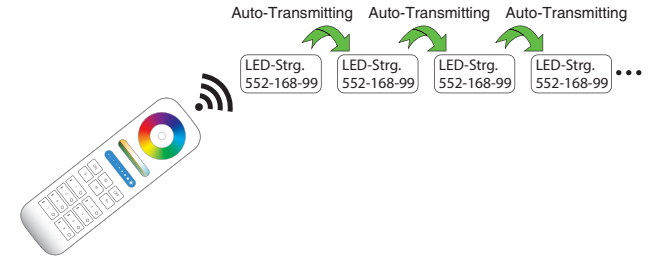 Auto-Transmitting Auto-Transmitting Auto-Transmitting
LED-Strg. LED-Strg. LED-Strg. LED-Strg.
552-168-99 552-168-99 552-168-99 552-168-99 ...